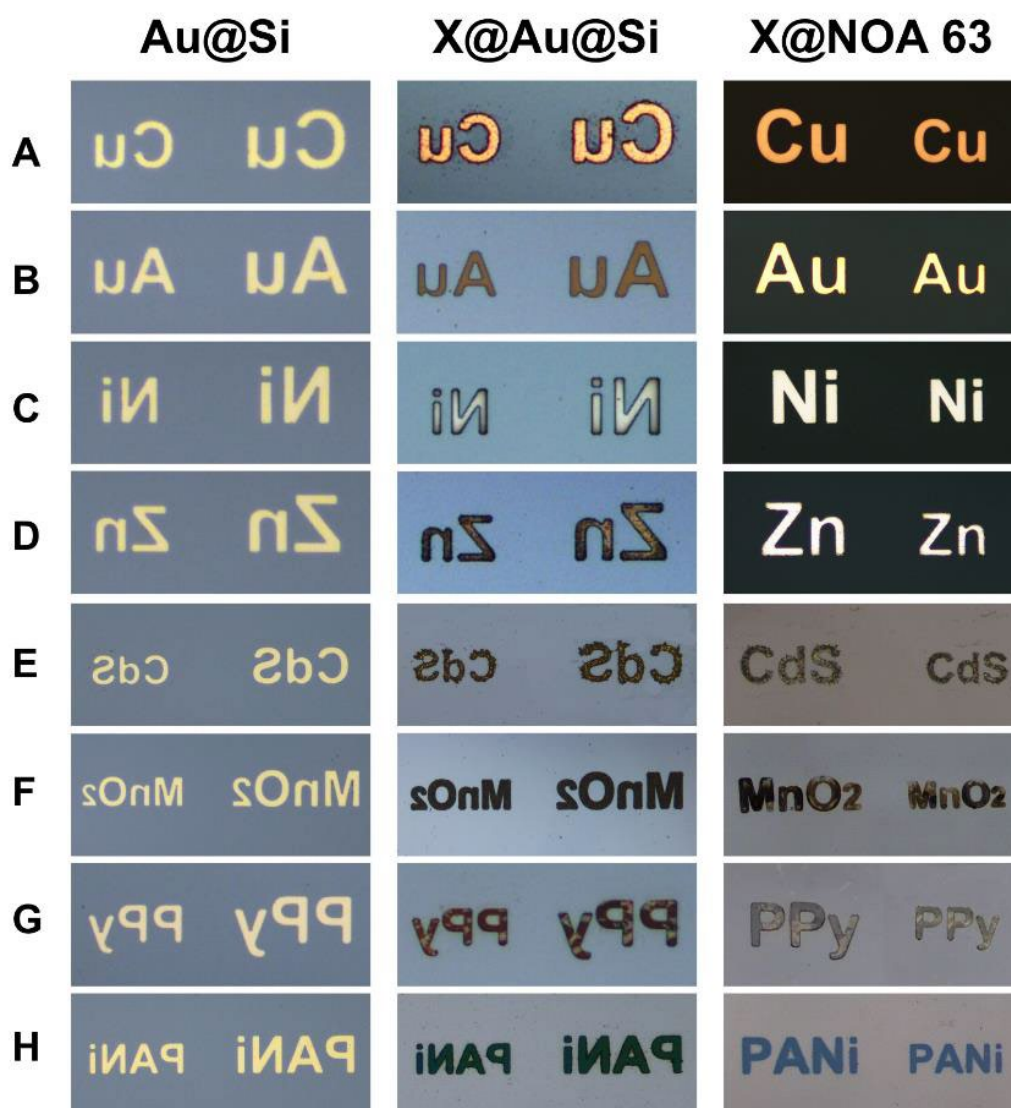 Au@Si X@Au@Si X@NOA 63
A Cu Cu Cu Cu Cu Cu
B Au Au Au Au Au Au
C Ni Ni Ni Ni Ni Ni
D Zn Zn Zn Zn Zn Zn
E CdS CdS CdS CdS CdS CdS
F MnO2 MnO2 MnO2 MnO2 MnO2 MnO2
G PPy PPy PPy PPy PPy PPy
H PANi PANi PANi PANi PANi PANi